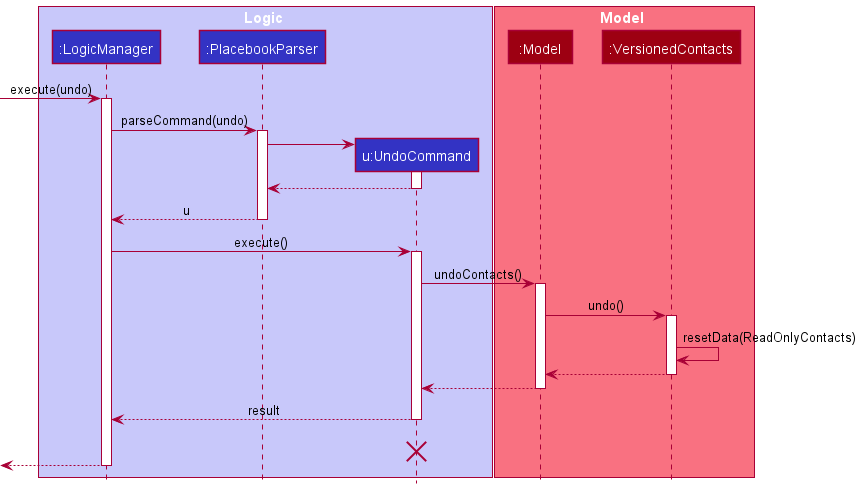 Logic
Model
:LogicManager
:PlacebookParser
:Model
:VersionedContacts
execute(undo)
parseCommand(undo)
u:UndoCommand
u
execute()
undoContacts()
undo()
resetData(ReadOnlyContacts)
result